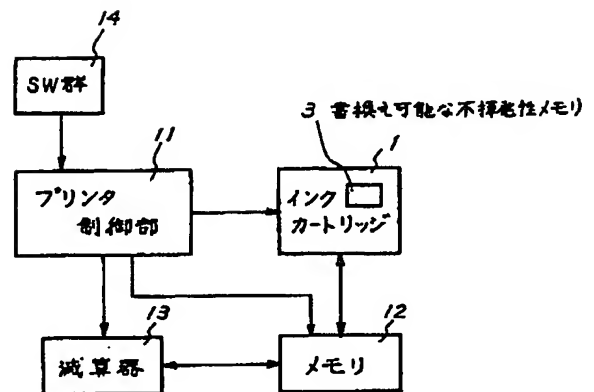 14
SW群
3 書換え可能な不揮発性メモリ
11
1
プリンタ
制御部
インク
カートリッジ
13
12
減算器
メモリ